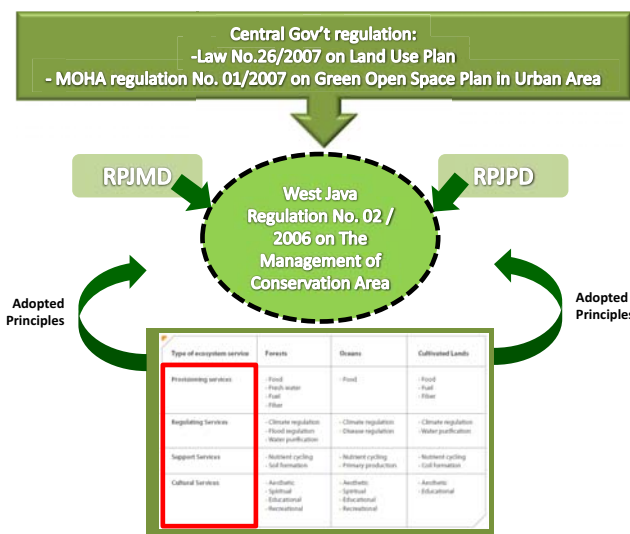 Central Gov't regulation:
-Law No.26/2007 on Land Use Plan
- MOHA regulation No. 01/2007 on Green Open Space Plan in Urban Area
RPJMD
RPJPD
West Java
Regulation No. 02 /
2006 on The
Management of
Conservation Area
Adopted
Principles
Adopted
Principles
Type of ecosystem service Forests Oceans Cultivated Lands
Provisioning services - Food - Food - Food
- Fresh water - Fuel
- Fuel - Fiber
- Fiber
Regulating Services - Climate regulation - Climate regulation - Climate regulation
- Flood regulation - Disease regulation - Water purification
- Water purification
Support Services - Nutrient cycling - Nutrient cycling - Nutrient cycling
- Soil formation - Primary production - Coil formation
Cultural Services - Aesthetic - Aesthetic - Aesthetic
- Spiritual - Spiritual - Educational
- Educational - Educational
- Recreational - Recreational